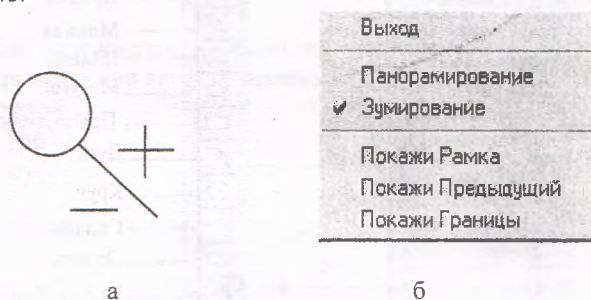 Выход
Панорамирование
✔ Зумирование
Покажи Рамка
Покажи Предыдущий
Покажи Границы
а
б